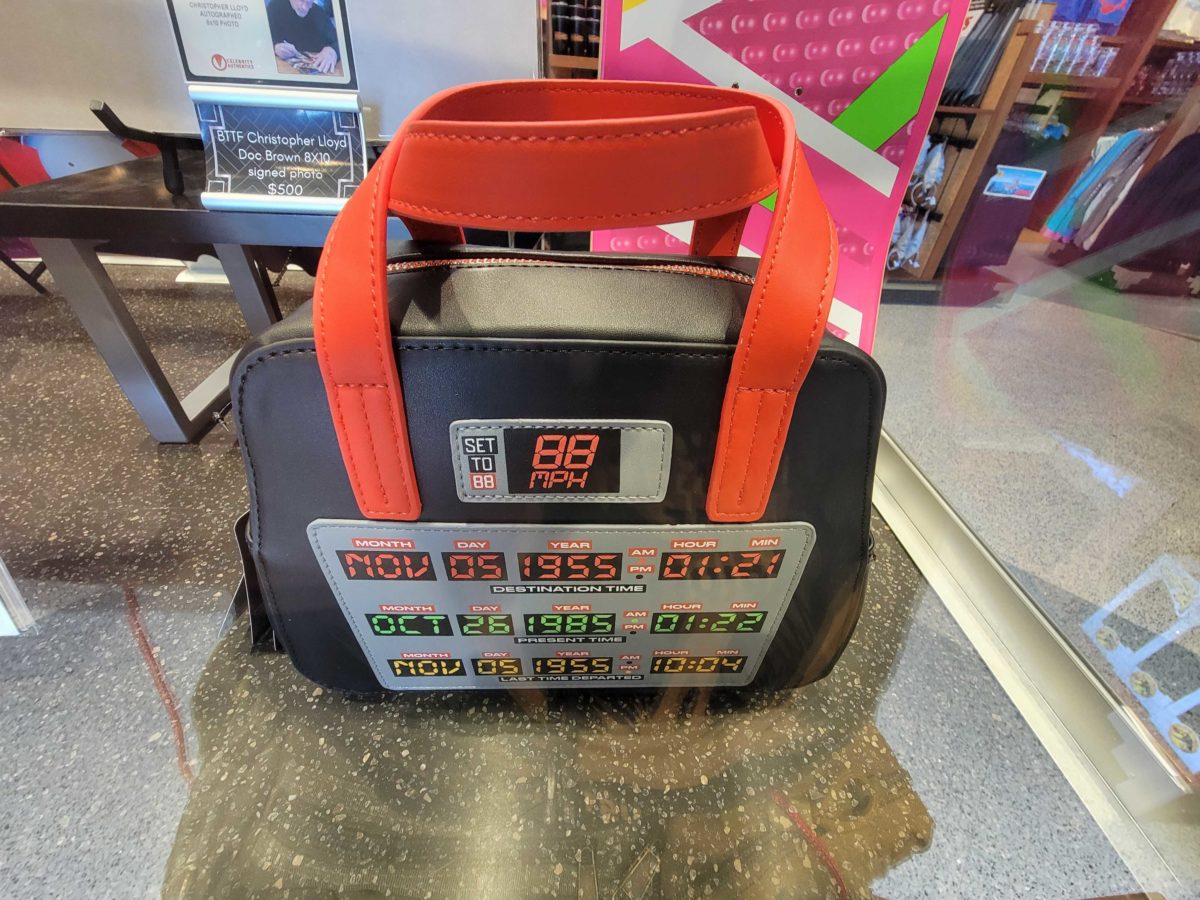 CHRISTOPHER LLOYD
AUTOGRAPHED
8x10 PHOTO
CELEBRITY
AUTHENTICS
BTTF Christopher Lloyd
Doc Brown 8X10
signed photo
$500
SET
TO
88
88
MPH
MONTH DAY YEAR AM HOUR MIN
NOV 05 1955 PM 01:21
DESTINATION TIME
MONTH DAY YEAR AM HOUR MIN
OCT 26 1985 PM 01:22
PRESENT TIME
MONTH DAY YEAR AM HOUR MIN
NOV 05 1955 PM 10:04
LAST TIME DEPARTED